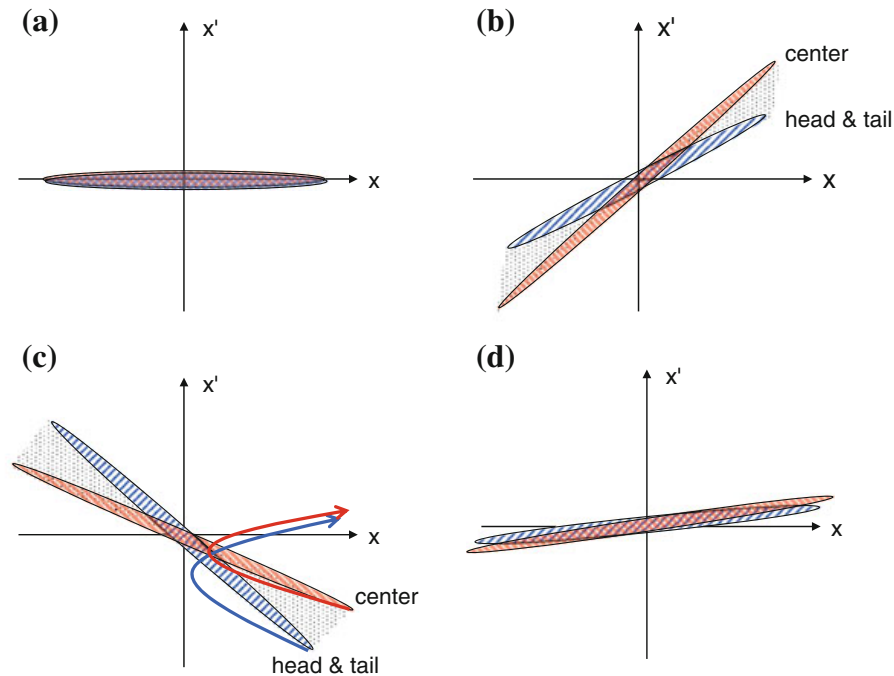 (a)
x'
x
(b)
x'
center
head & tail
x
(c)
x'
x
center
head & tail
(d)
x'
x